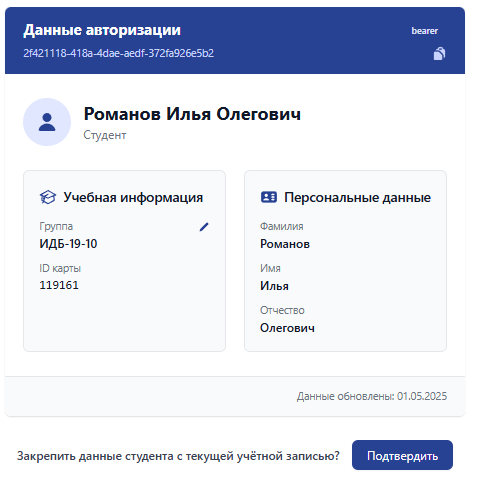 Данные авторизации
bearer
2f421118-418a-4dae-aedf-372fa926e5b2
Романов Илья Олегович
Студент
Учебная информация
Группа
ИДБ-19-10
ID карты
119161
Персональные данные
Фамилия
Романов
Имя
Илья
Отчество
Олегович
Данные обновлены: 01.05.2025
Закрепить данные студента с текущей учётной записью?
Подтвердить